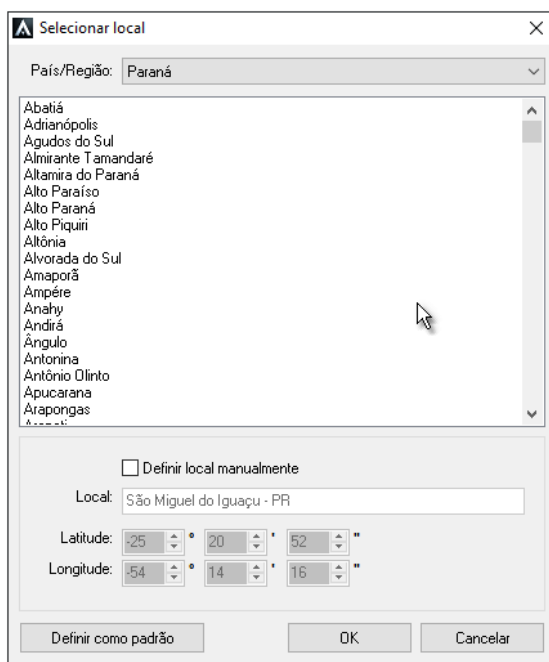 Selecionar local
País/Região: Paraná
Abatiá
Adrianópolis
Agudos do Sul
Almirante Tamandaré
Altamira do Paraná
Alto Paraíso
Alto Paraná
Alto Piquiri
Altônia
Alvorada do Sul
Amaporã
Ampére
Anahy
Andirá
Ângulo
Antonina
Antônio Olinto
Apucarana
Arapongas
Definir local manualmente
Local: São Miguel do Iguaçu - PR
Latitude: -25 ° 20 ' 52 "
Longitude: -54 ° 14 ' 16 "
Definir como padrão OK Cancelar